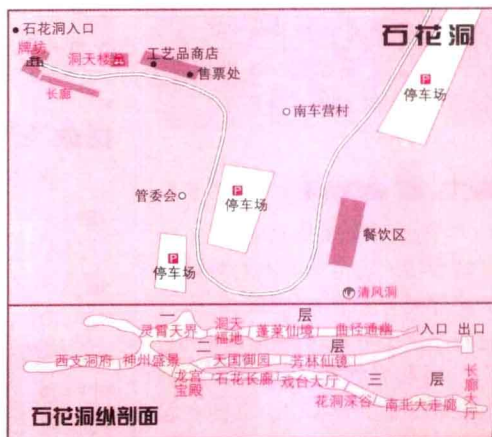 石花洞
石花洞入口
牌坊
洞天楼
工艺品商店
售票处
长廊
P
停车场
南车营村
管委会
P
停车场
P
停车场
餐饮区
清风洞
一层
灵霄天界
洞天福地
蓬莱仙境
曲径通幽
入口
出口
二层
西支洞府
神州盛景
天国御园
芳林仙镜
龙宫宝殿
石花长廊
戏台大厅
三层
花洞深谷
南北大走廊
长廊大厅
石花洞纵剖面